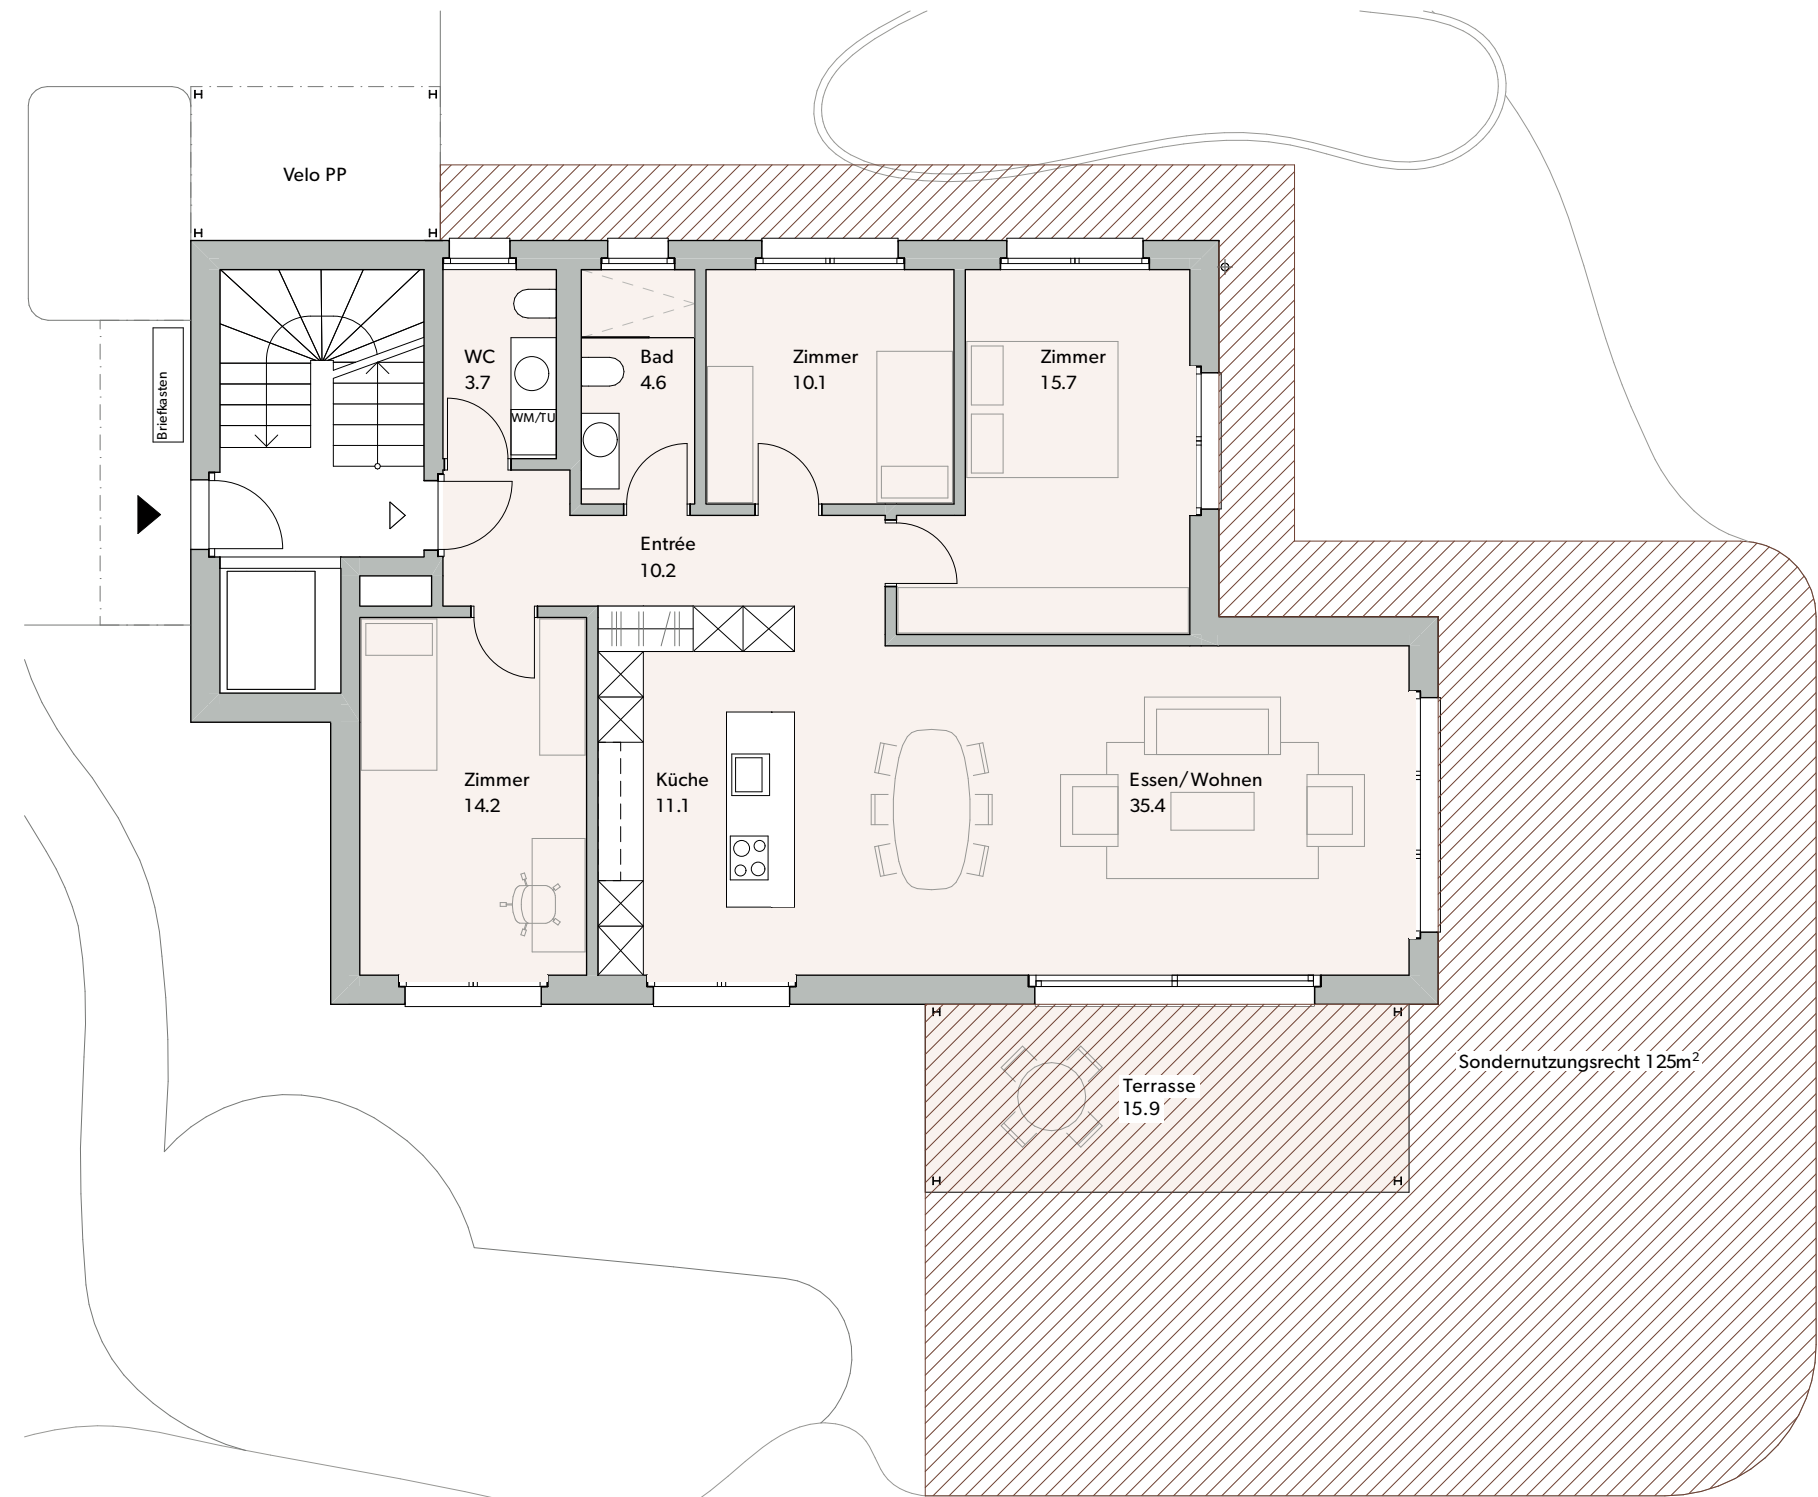 Velo PP
Briefkasten
WC
3.7
WM/TU
Bad
4.6
Zimmer
10.1
Zimmer
15.7
Entrée
10.2
Zimmer
14.2
Küche
11.1
Essen/Wohnen
35.4
Terrasse
15.9
Sondernutzungsrecht 125m²